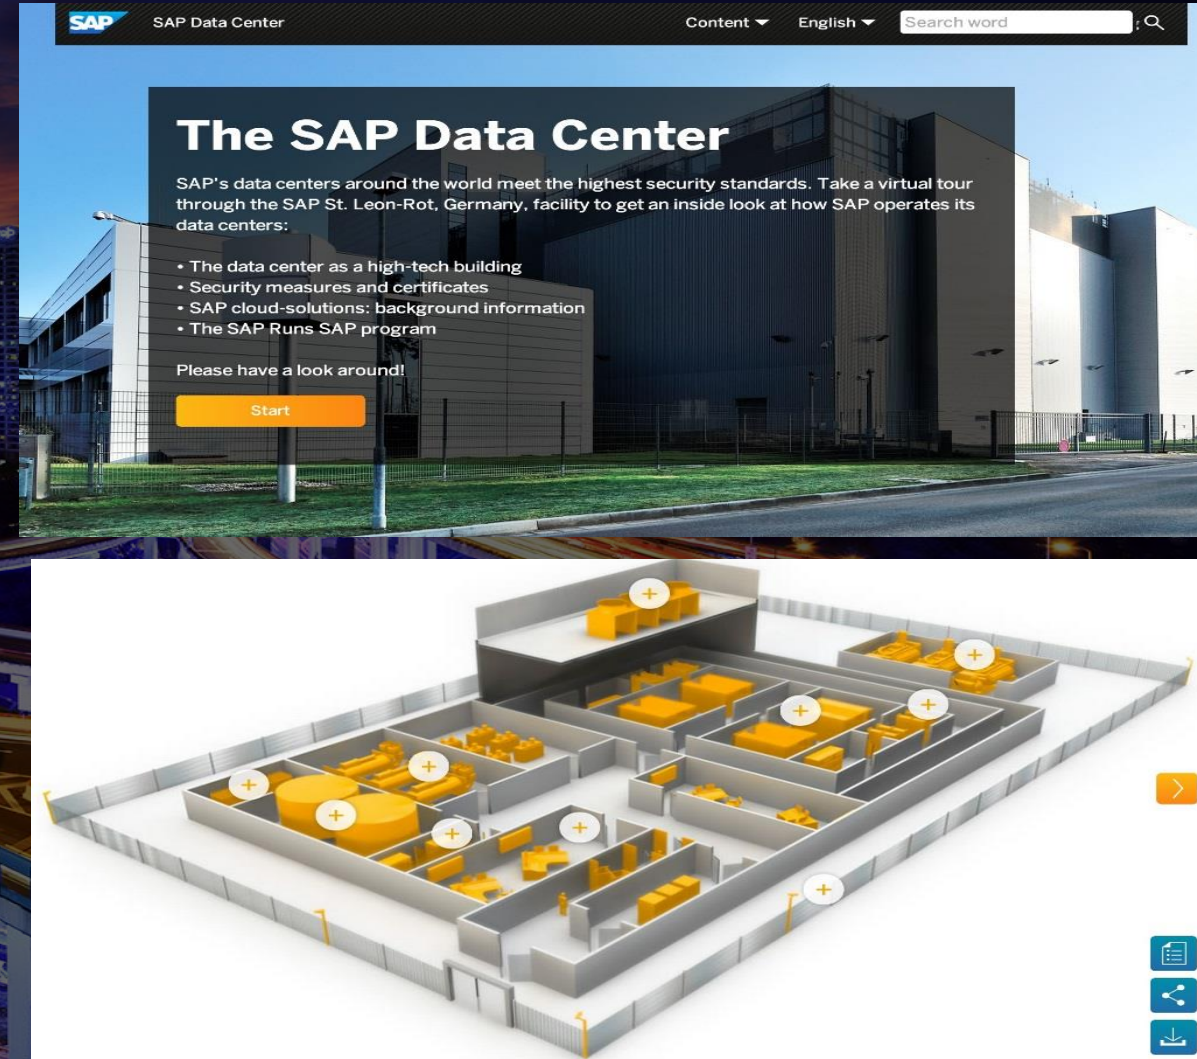 SAP SAP Data Center Content English Search word
The SAP Data Center
SAP's data centers around the world meet the highest security standards. Take a virtual tour
through the SAP St. Leon-Rot, Germany, facility to get an inside look at how SAP operates its
data centers:
• The data center as a high-tech building
• Security measures and certificates
• SAP cloud-solutions: background information
• The SAP Runs SAP program
Please have a look around!
Start